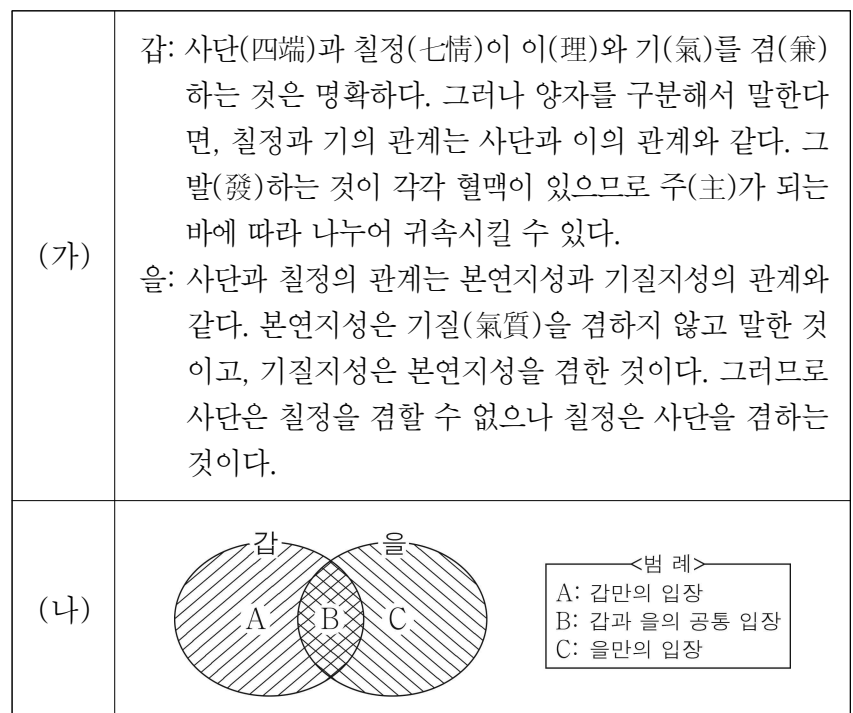 (가)
갑: 사단(四端)과 칠정(七情)이 이(理)와 기(氣)를 겸(兼)
하는 것은 명확하다. 그러나 양자를 구분해서 말한다
면, 칠정과 기의 관계는 사단과 이의 관계와 같다. 그
발(發)하는 것이 각각 혈맥이 있으므로 주(主)가 되는
바에 따라 나누어 귀속시킬 수 있다.
을: 사단과 칠정의 관계는 본연지성과 기질지성의 관계와
같다. 본연지성은 기질(氣質)을 겸하지 않고 말한 것
이고, 기질지성은 본연지성을 겸한 것이다. 그러므로
사단은 칠정을 겸할 수 없으나 칠정은 사단을 겸하는
것이다.
(나)
갑 을
A B C
<범 례>
A: 갑만의 입장
B: 갑과 을의 공통 입장
C: 을만의 입장